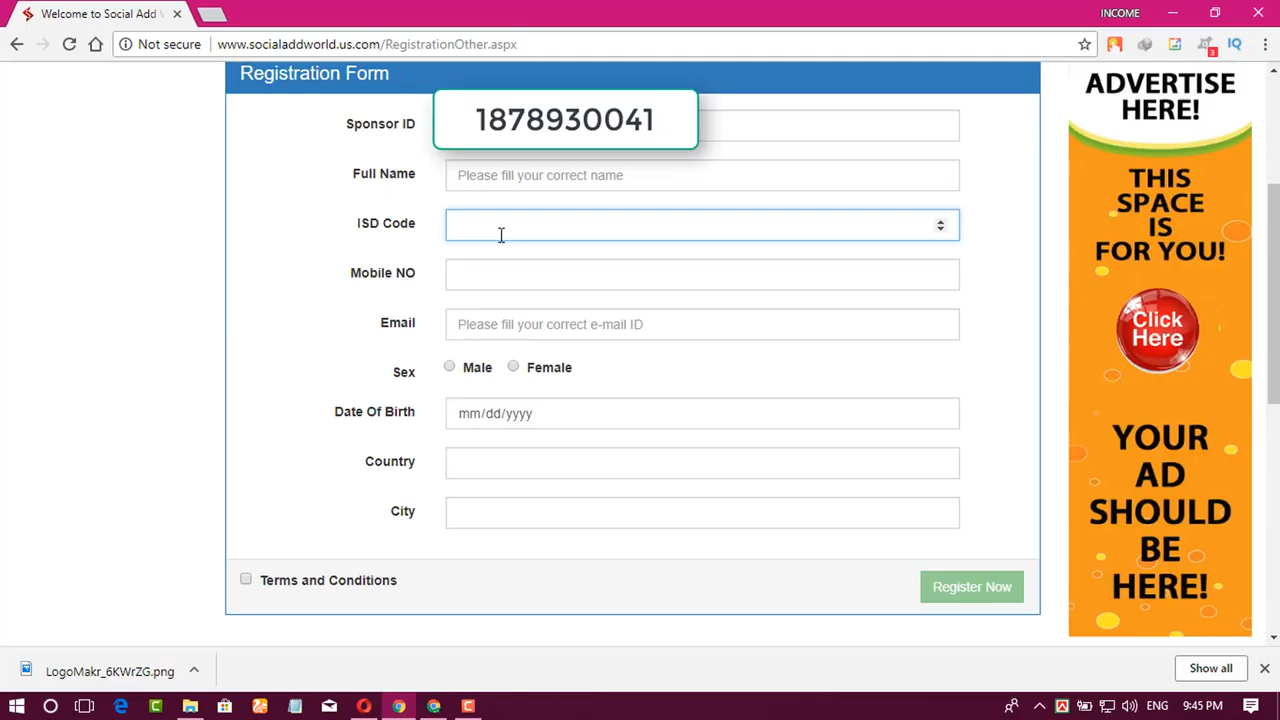 Welcome to Social Add W
INCOME
Not secure
www.socialaddworld.us.com/RegistrationOther.aspx
3
Registration Form
Sponsor ID
1878930041
Full Name
Please fill your correct name
ISD Code
Mobile NO
Email
Please fill your correct e-mail ID
Sex
Male
Female
Date Of Birth
mm/dd/yyyy
Country
City
Terms and Conditions
Register Now
ADVERTISE
HERE!
THIS
SPACE
IS
FOR YOU!
Click
Here
YOUR
AD
SHOULD
BE
HERE!
LogoMakr_6KWrZG.png
Show all
ENG
9:45 PM